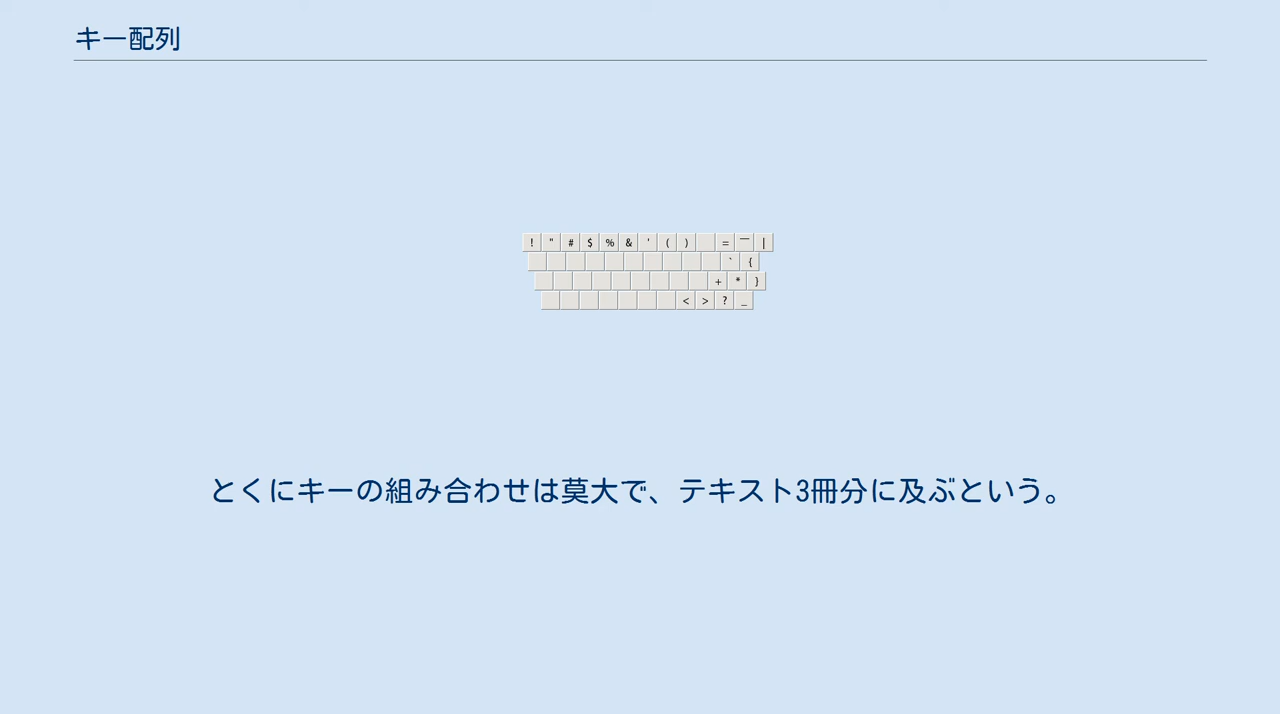 キー配列
! " # $ % & ' ( ) = ¯ |
` {
+ * }
< > ? _
とくにキーの組み合わせは莫大で、テキスト3冊分に及ぶという。